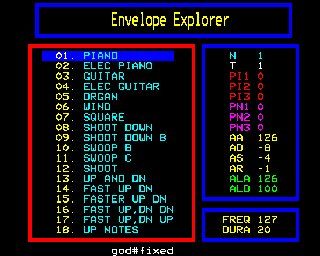 Envelope Explorer
01. PIANO
02. ELEC PIANO
03. GUITAR
04. ELEC GUITAR
05. ORGAN
06. WIND
07. SQUARE
08. SHOOT DOWN
09. SHOOT DOWN B
10. SWOOP B
11. SWOOP C
12. SHOOT
13. UP AND DN
14. FAST UP DN
15. FASTER UP DN
16. FAST UP,DN DN
17. FAST UP,DN UP
18. UP NOTES
N 1
T 1
PI1 0
PI2 0
PI3 0
PN1 0
PN2 0
PN3 0
AA 126
AD -8
AS -4
AR -1
ALA 126
ALD 100
FREQ 127
DURA 20
god#fixed